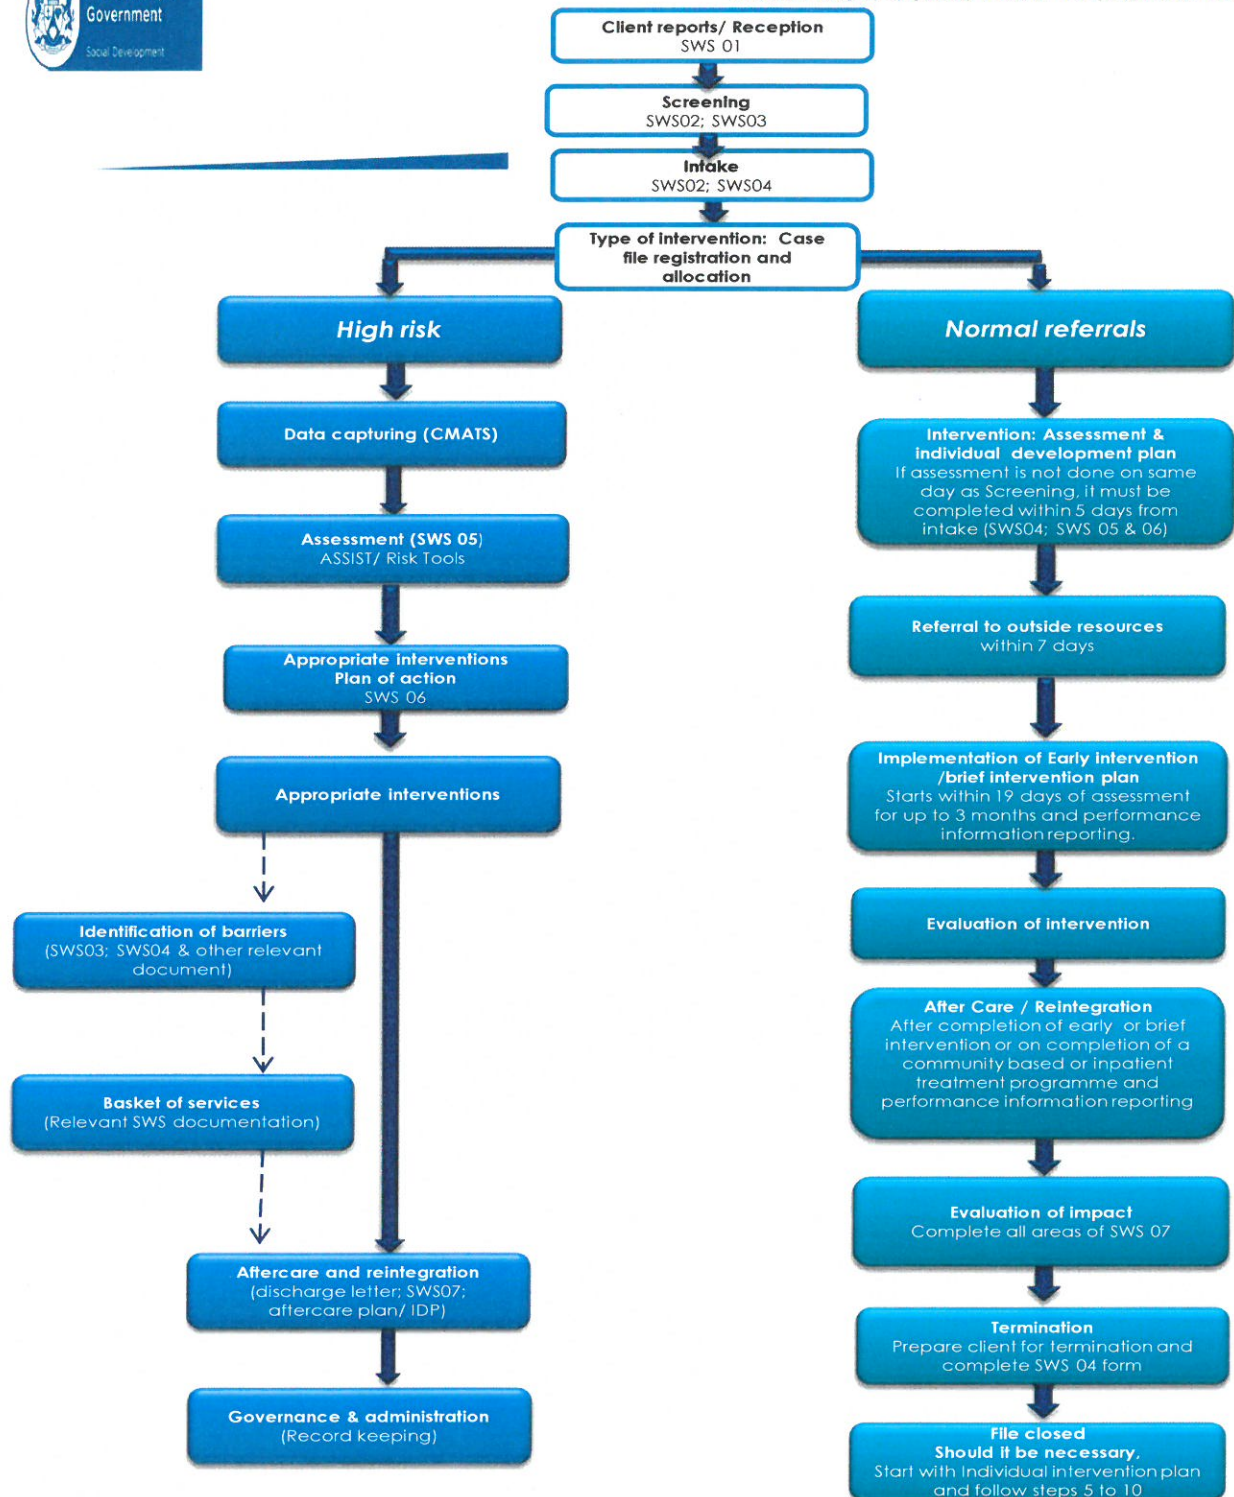 Government
Social Development
Client reports/ Reception
SWS 01
Screening
SWS02; SWS03
Intake
SWS02; SWS04
Type of intervention: Case
file registration and
allocation
High risk
Data capturing (CMATS)
Assessment (SWS 05)
ASSIST/ Risk Tools
Appropriate interventions
Plan of action
SWS 06
Appropriate interventions
Identification of barriers
(SWS03; SWS04 & other relevant
document)
Basket of services
(Relevant SWS documentation)
Aftercare and reintegration
(discharge letter; SWS07;
aftercare plan/ IDP)
Governance & administration
(Record keeping)
Normal referrals
Intervention: Assessment &
individual development plan
If assessment is not done on same
day as Screening, it must be
completed within 5 days from
intake (SWS04; SWS 05 & 06)
Referral to outside resources
within 7 days
Implementation of Early intervention
/brief intervention plan
Starts within 19 days of assessment
for up to 3 months and performance
information reporting.
Evaluation of intervention
After Care / Reintegration
After completion of early or brief
intervention or on completion of a
community based or inpatient
treatment programme and
performance information reporting
Evaluation of impact
Complete all areas of SWS 07
Termination
Prepare client for termination and
complete SWS 04 form
File closed
Should it be necessary,
Start with Individual intervention plan
and follow steps 5 to 10